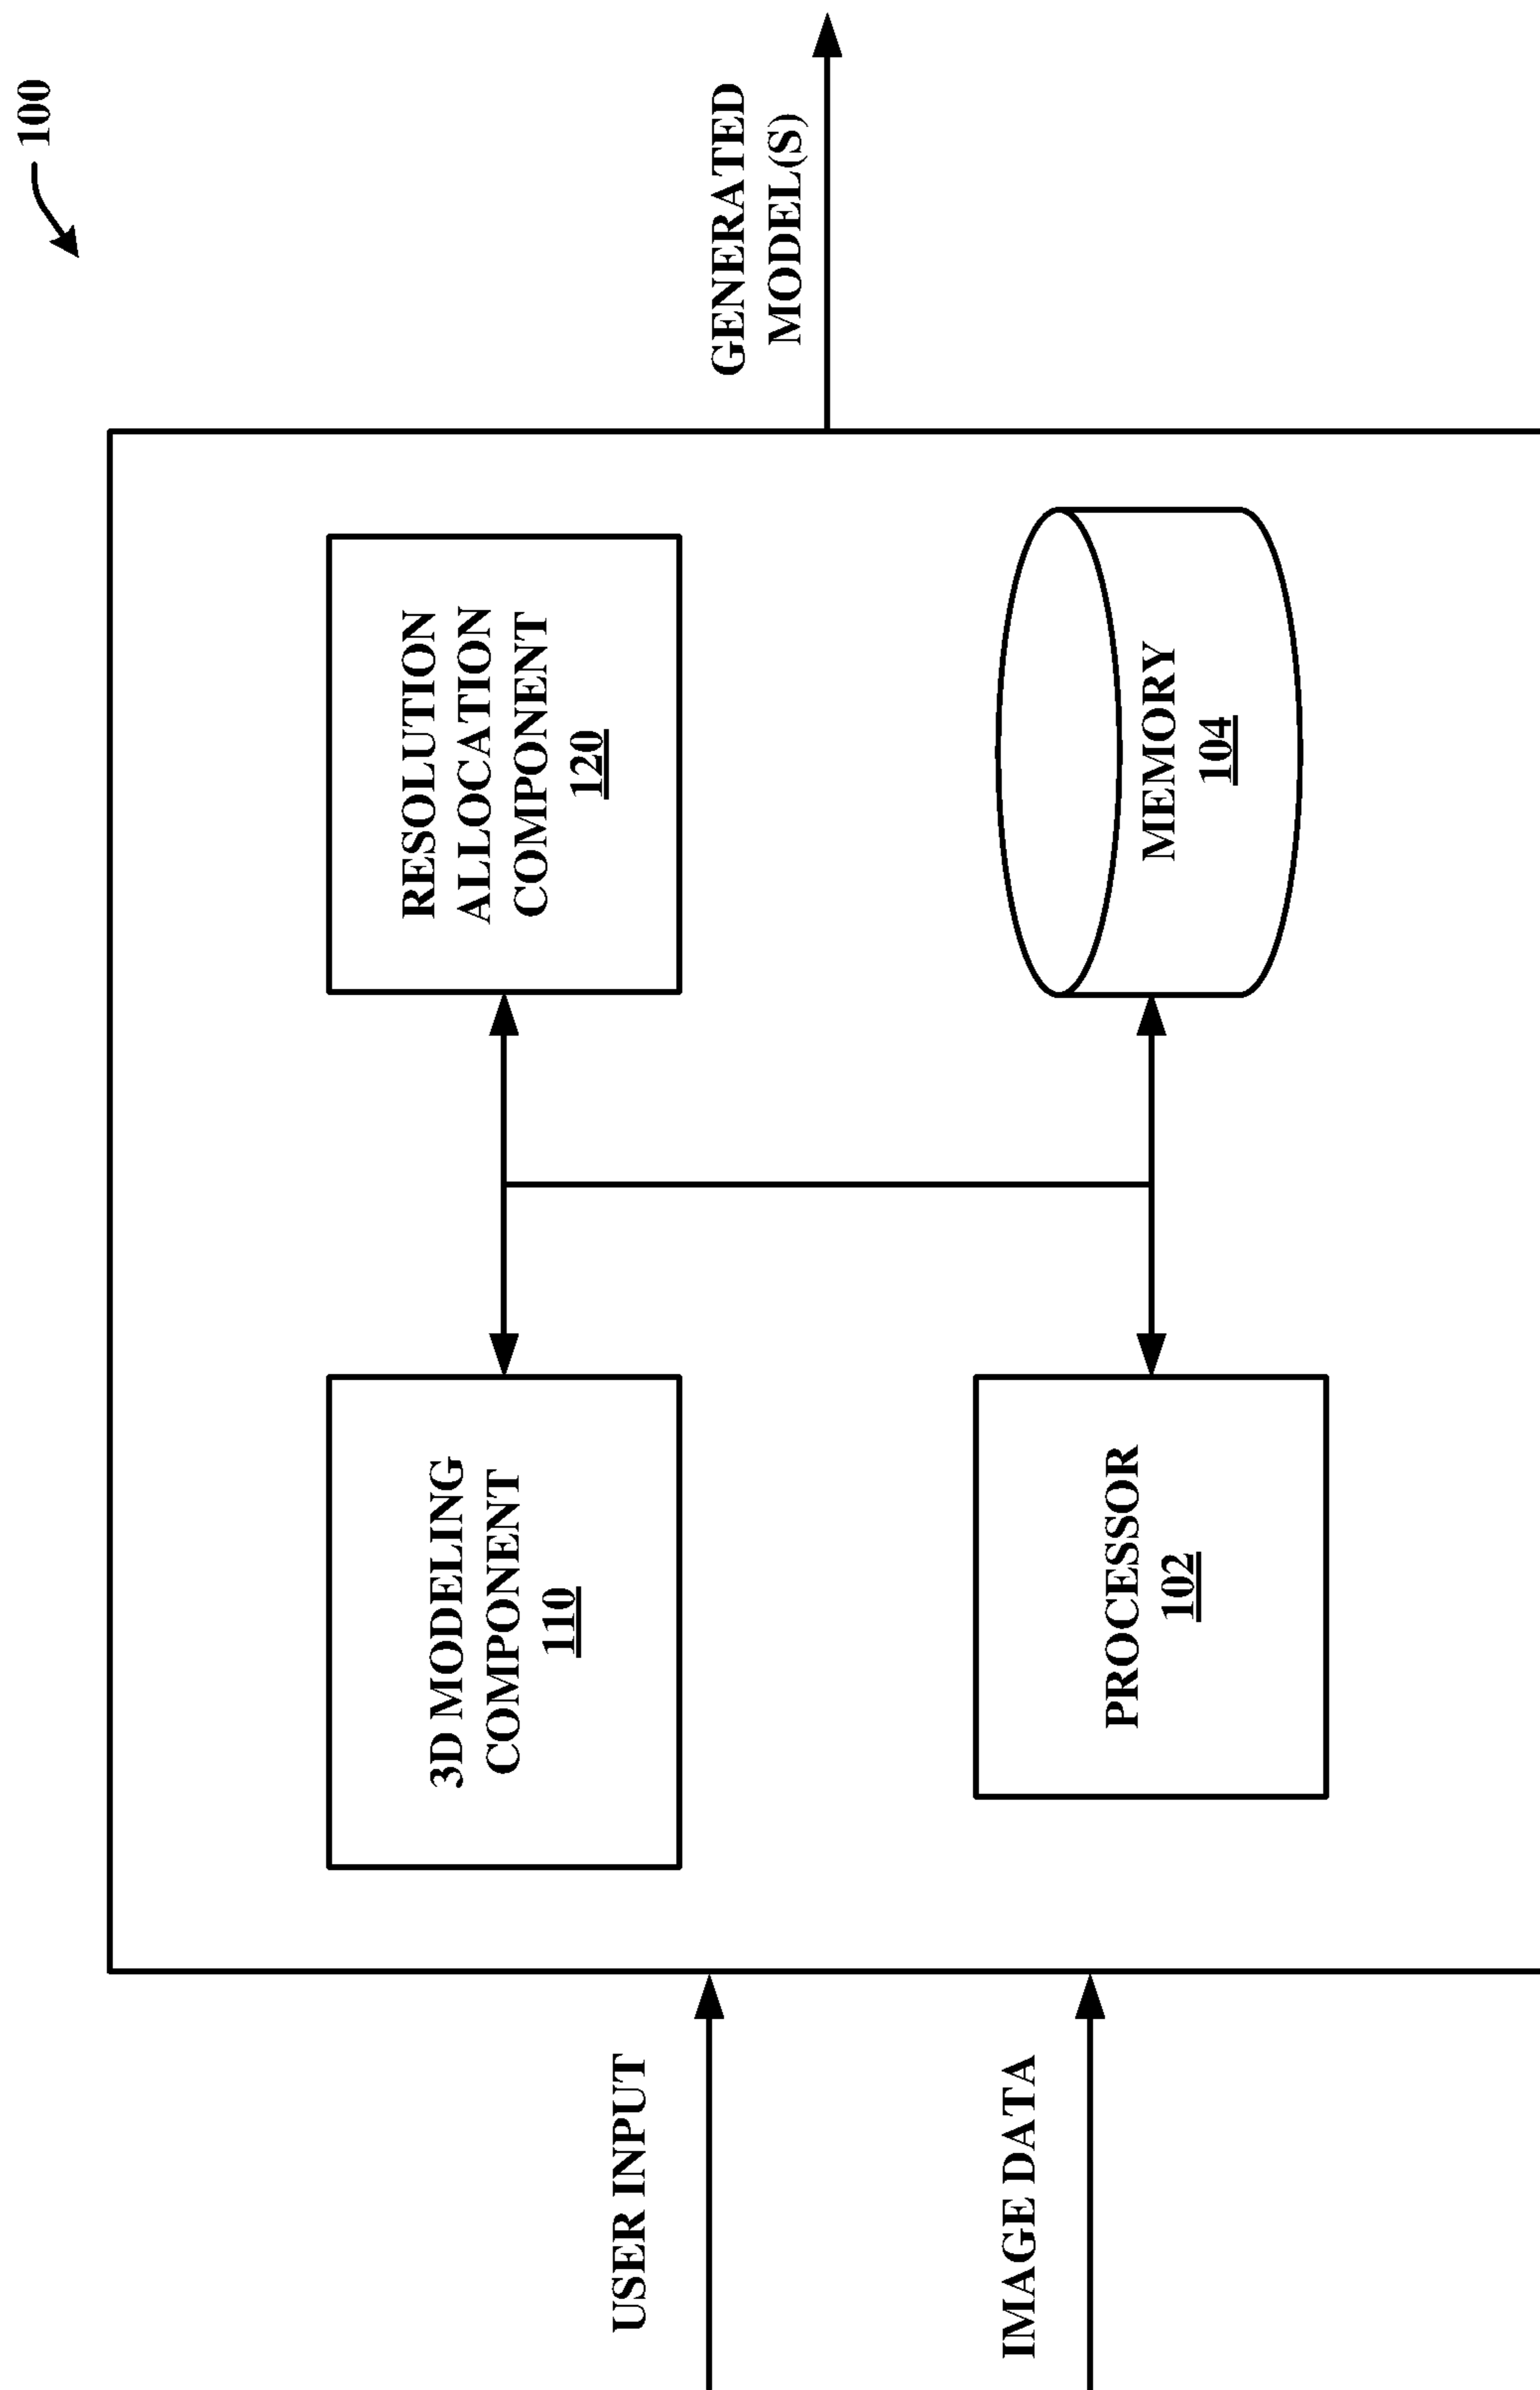 100
USER INPUT
IMAGE DATA
3D MODELING
COMPONENT
110
RESOLUTION
ALLOCATION
COMPONENT
120
PROCESSOR
102
MEMORY
104
GENERATED
MODEL(S)